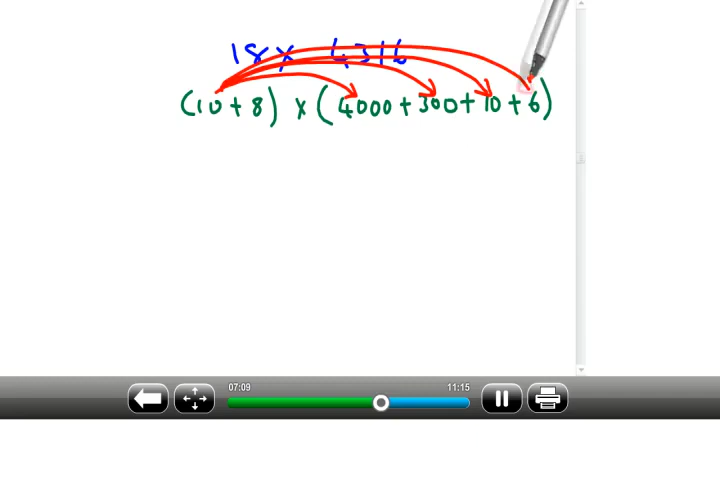 18 x 4316
(10 + 8) x (4000 + 300 + 10 + 6)
07:09 11:15